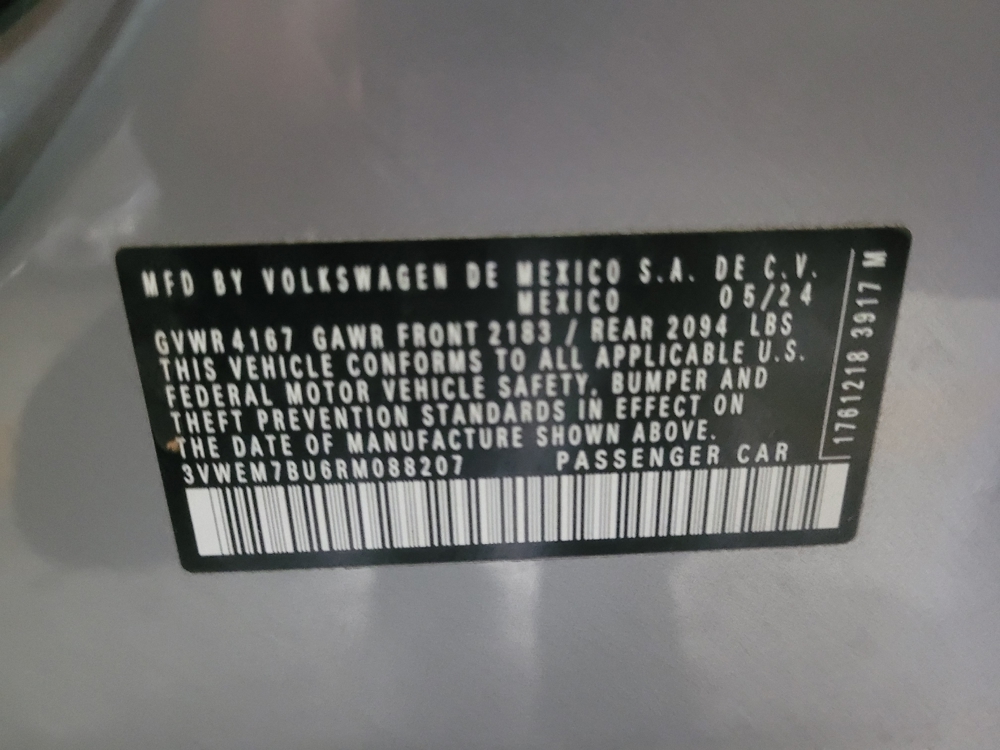 MFD BY VOLKSWAGEN DE MEXICO S.A. DE C.V.
MEXICO 05/24
GVWR 4167 GAWR FRONT 2183 / REAR 2094 LBS
THIS VEHICLE CONFORMS TO ALL APPLICABLE U.S.
FEDERAL MOTOR VEHICLE SAFETY, BUMPER AND
THEFT PREVENTION STANDARDS IN EFFECT ON
THE DATE OF MANUFACTURE SHOWN ABOVE.
3VWEM7BU6RM088207 PASSENGER CAR
1761218 3917 M